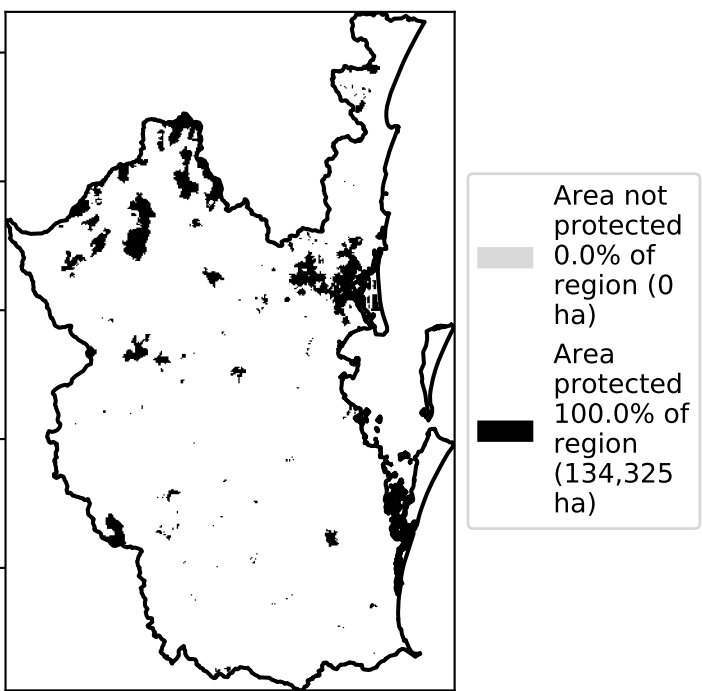 Area not
protected
0.0% of
region (0
ha)
Area
protected
100.0% of
region
(134,325
ha)